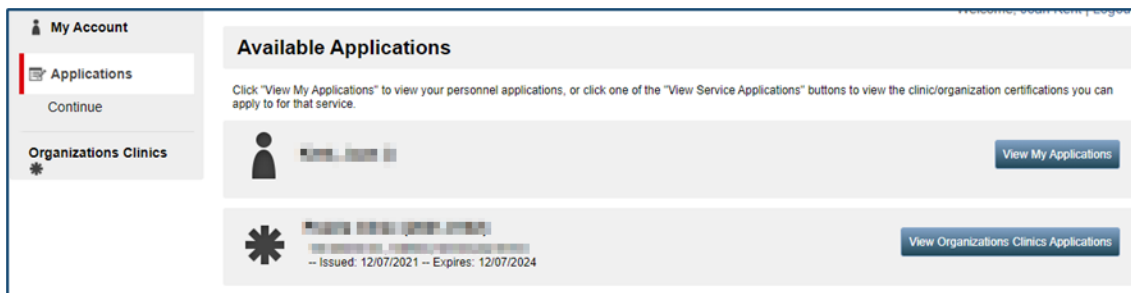 My Account
Applications
Continue
Organizations Clinics
Available Applications
Click "View My Applications" to view your personnel applications, or click one of the "View Service Applications" buttons to view the clinic/organization certifications you can
apply to for that service.
View My Applications
View Organizations Clinics Applications
-- Issued: 12/07/2021 -- Expires: 12/07/2024